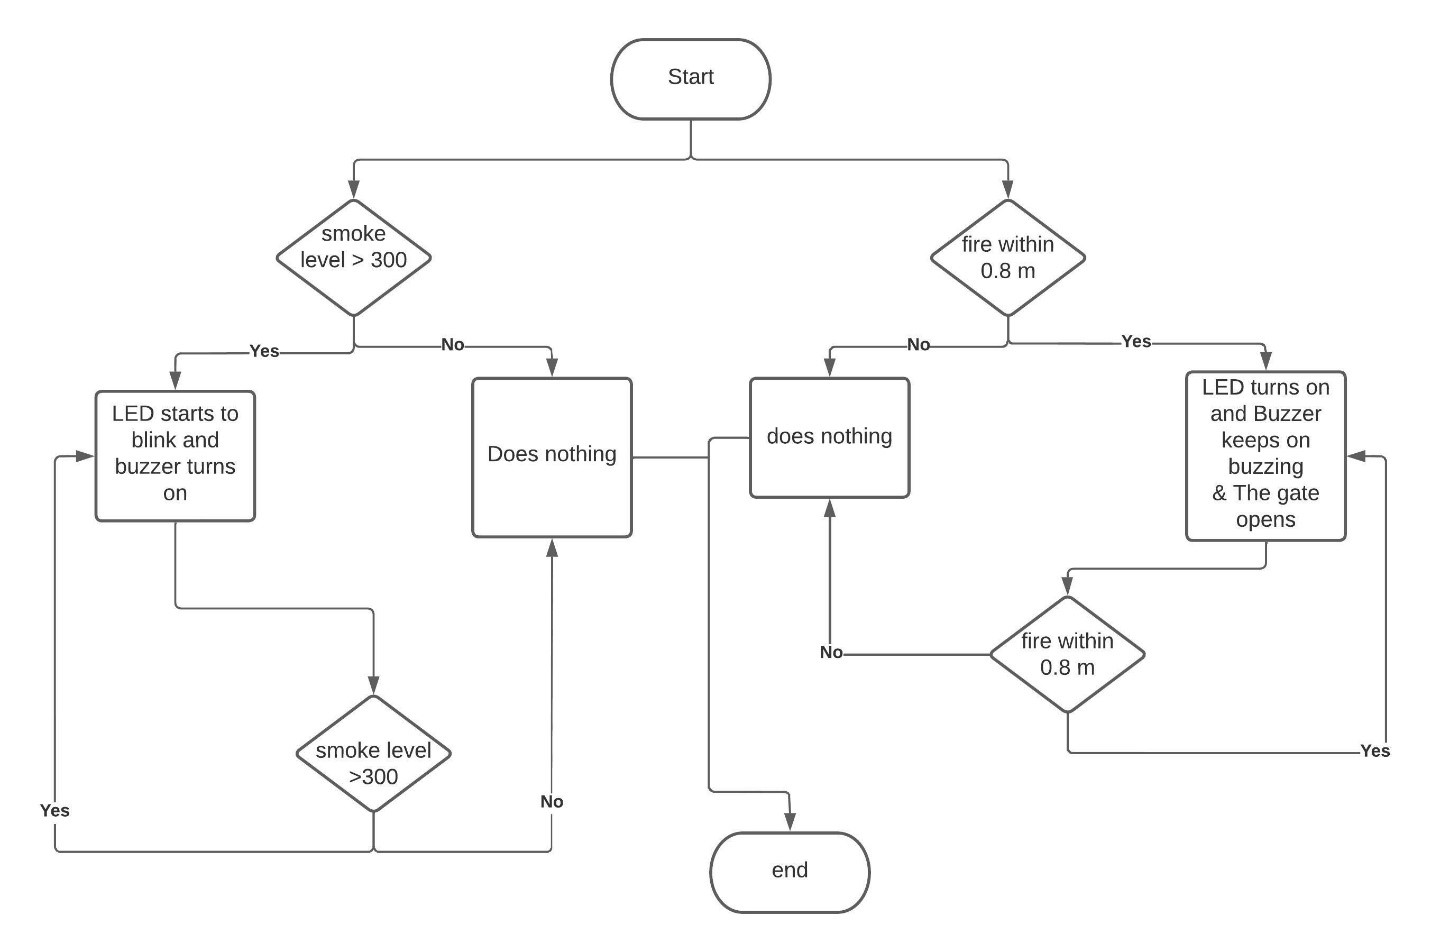 Start
smoke
level > 300
fire within
0.8 m
Yes
No
No
Yes
LED starts to
blink and
buzzer turns
on
Does nothing
does nothing
LED turns on
and Buzzer
keeps on
buzzing
& The gate
opens
fire within
0.8 m
No
Yes
smoke level
>300
Yes
No
end